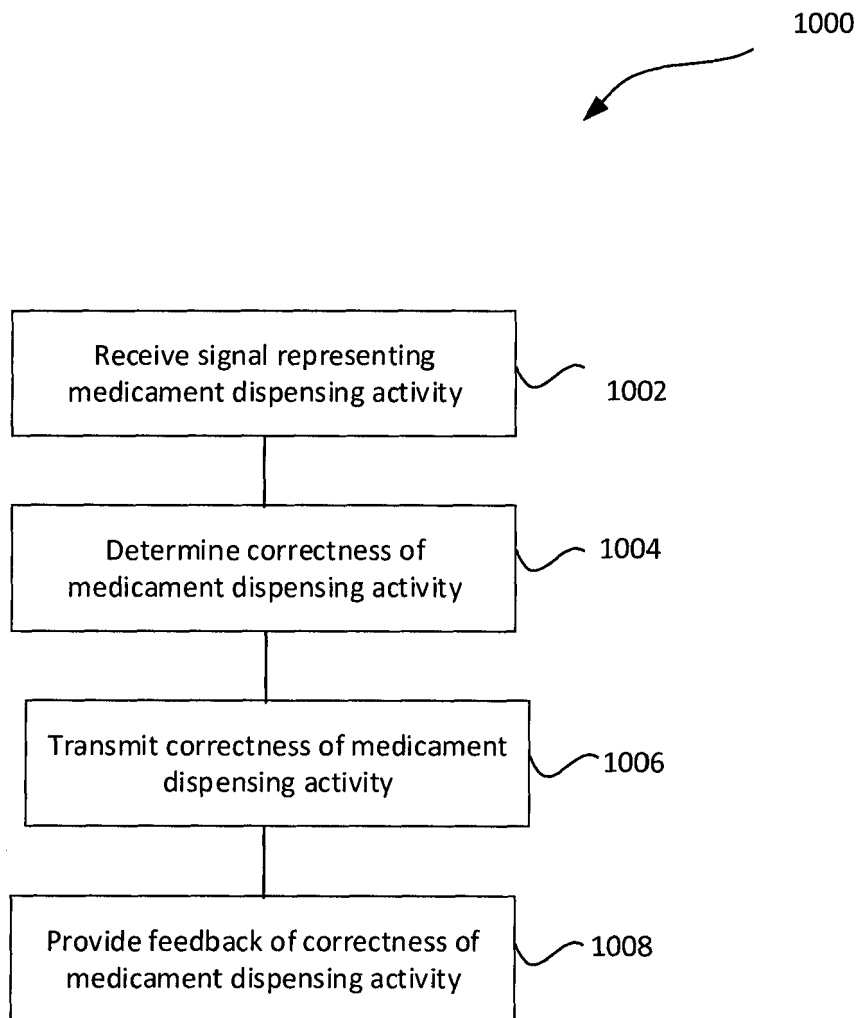 1000
Receive signal representing
medicament dispensing activity
1002
Determine correctness of
medicament dispensing activity
1004
Transmit correctness of medicament
dispensing activity
1006
Provide feedback of correctness of
medicament dispensing activity
1008